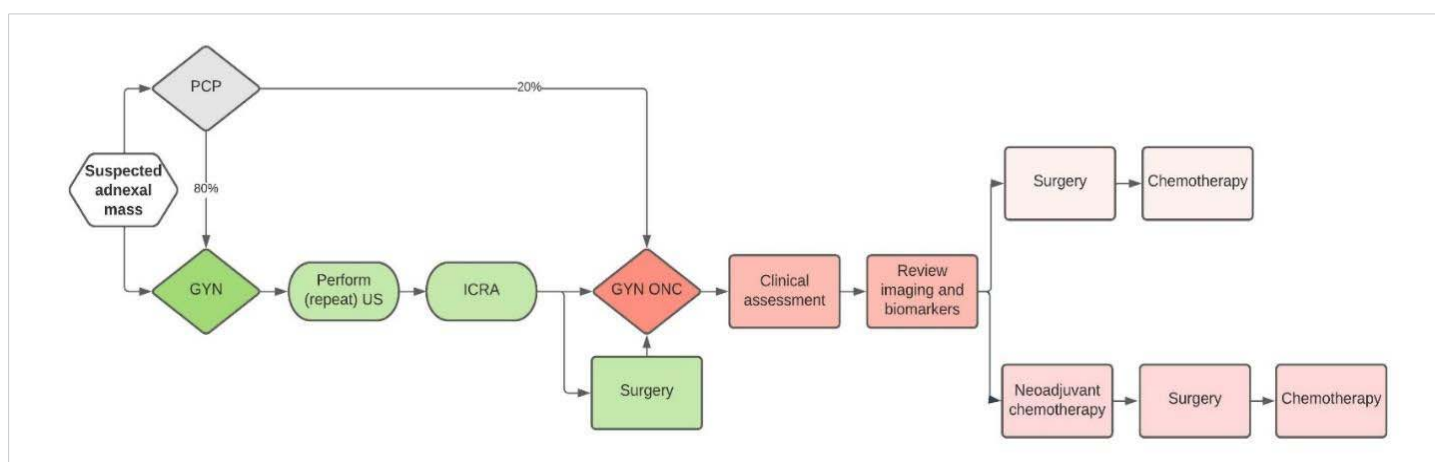 PCP
20%
Suspected
adnexal
mass
80%
GYN
Perform
(repeat) US
ICRA
GYN ONC
Surgery
Clinical
assessment
Review
imaging and
biomarkers
Surgery
Chemotherapy
Neoadjuvant
chemotherapy
Surgery
Chemotherapy